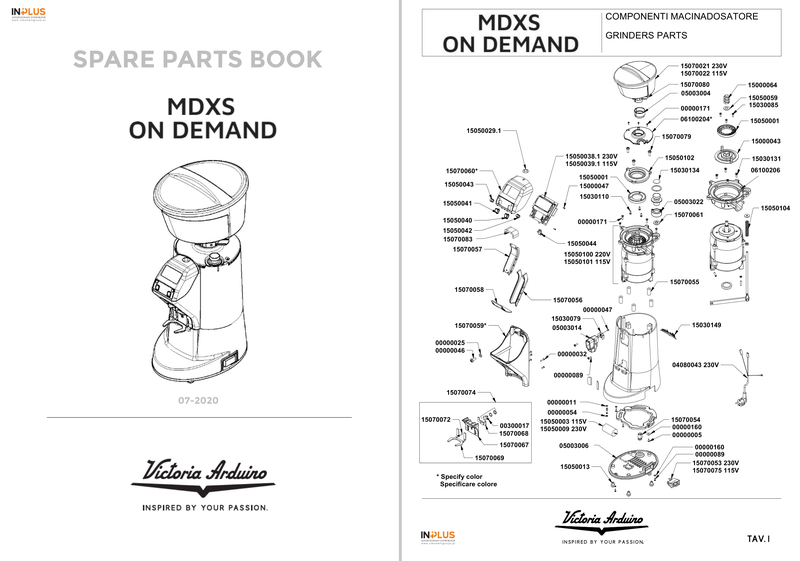 INPLUS
SPARE PARTS BOOK
MDXS
ON DEMAND
07-2020
Victoria Arduino
INSPIRED BY YOUR PASSION.
MDXS
ON DEMAND
COMPONENTI MACINADOSATORE
GRINDERS PARTS
15070021 230V
15070022 115V
15070080
05003004
00000171
06100204*
15070079
15000064
15050059
15030085
15050001
15000043
15030131
06100206
15050104
15050029.1
15050038.1 230V
15050039.1 115V
15050102
15030134
15070060*
15050043
15050001
15000047
15030110
15050041
05003022
15070061
00000171
15050040
15050042
15070083
15070057
15050044
15050100 220V
15050101 115V
15070055
15070058
15070056
00000047
15030079
05003014
15030149
15070059*
00000025
00000046
00000032
00000089
04080043 230V
15070074
00000011
00000054
15050003 115V
15050009 230V
15070054
00000160
00000005
15070072
00300017
15070068
15070067
15070069
05003006
00000160
00000089
15070053 230V
15070075 115V
15050013
* Specify color
Specificare colore
INPLUS
Victoria Arduino
INSPIRED BY YOUR PASSION.
TAV. I